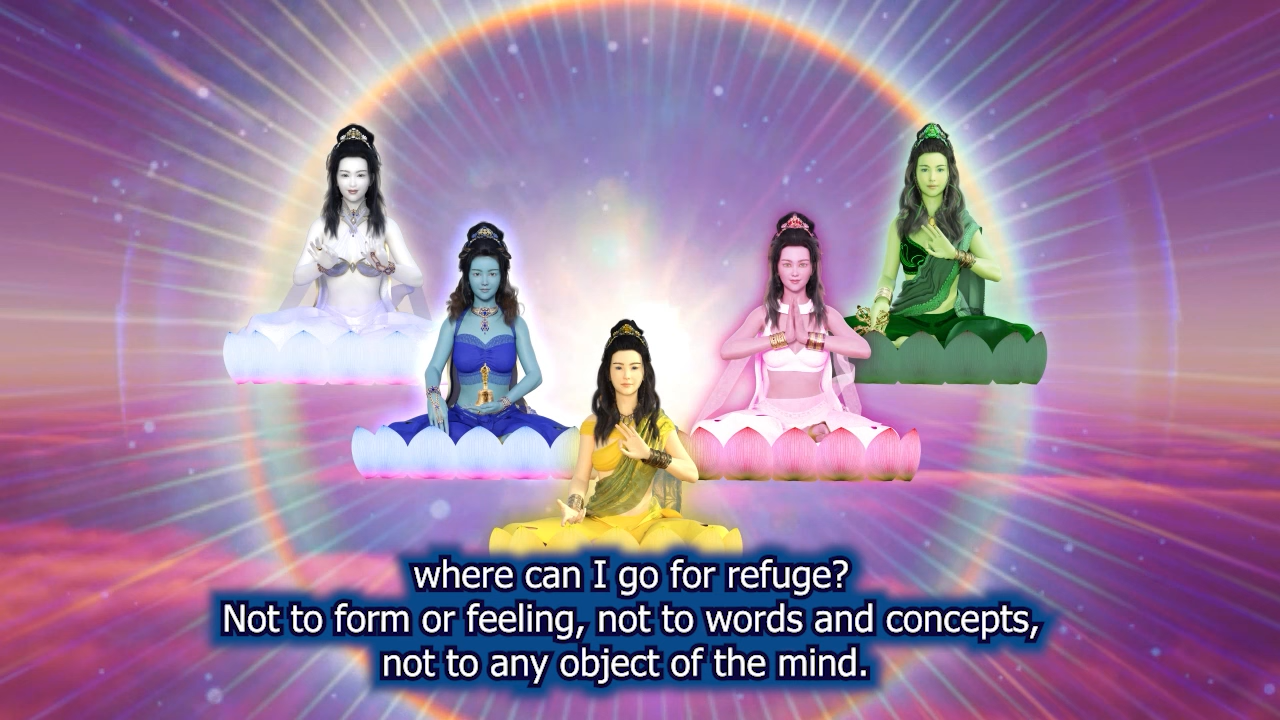 where can I go for refuge?
Not to form or feeling, not to words and concepts,
not to any object of the mind.